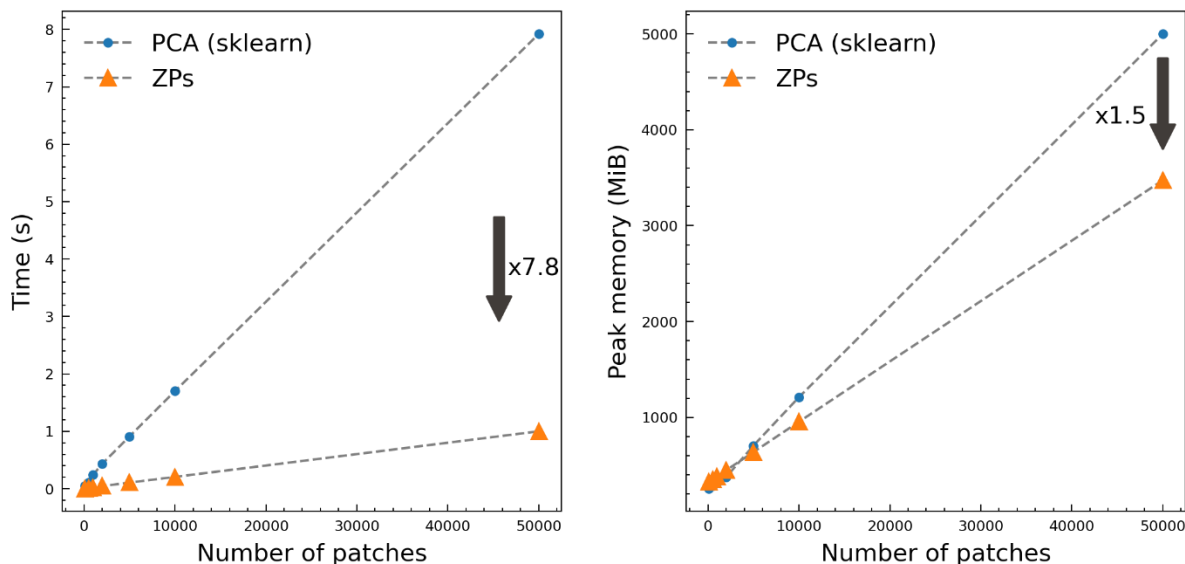 8
7
6
5
4
3
2
1
0
Time (s)
PCA (sklearn)
ZPs
x7.8
0
10000
20000
30000
40000
50000
Number of patches
5000
4000
3000
2000
1000
Peak memory (MiB)
PCA (sklearn)
ZPs
x1.5
0
10000
20000
30000
40000
50000
Number of patches